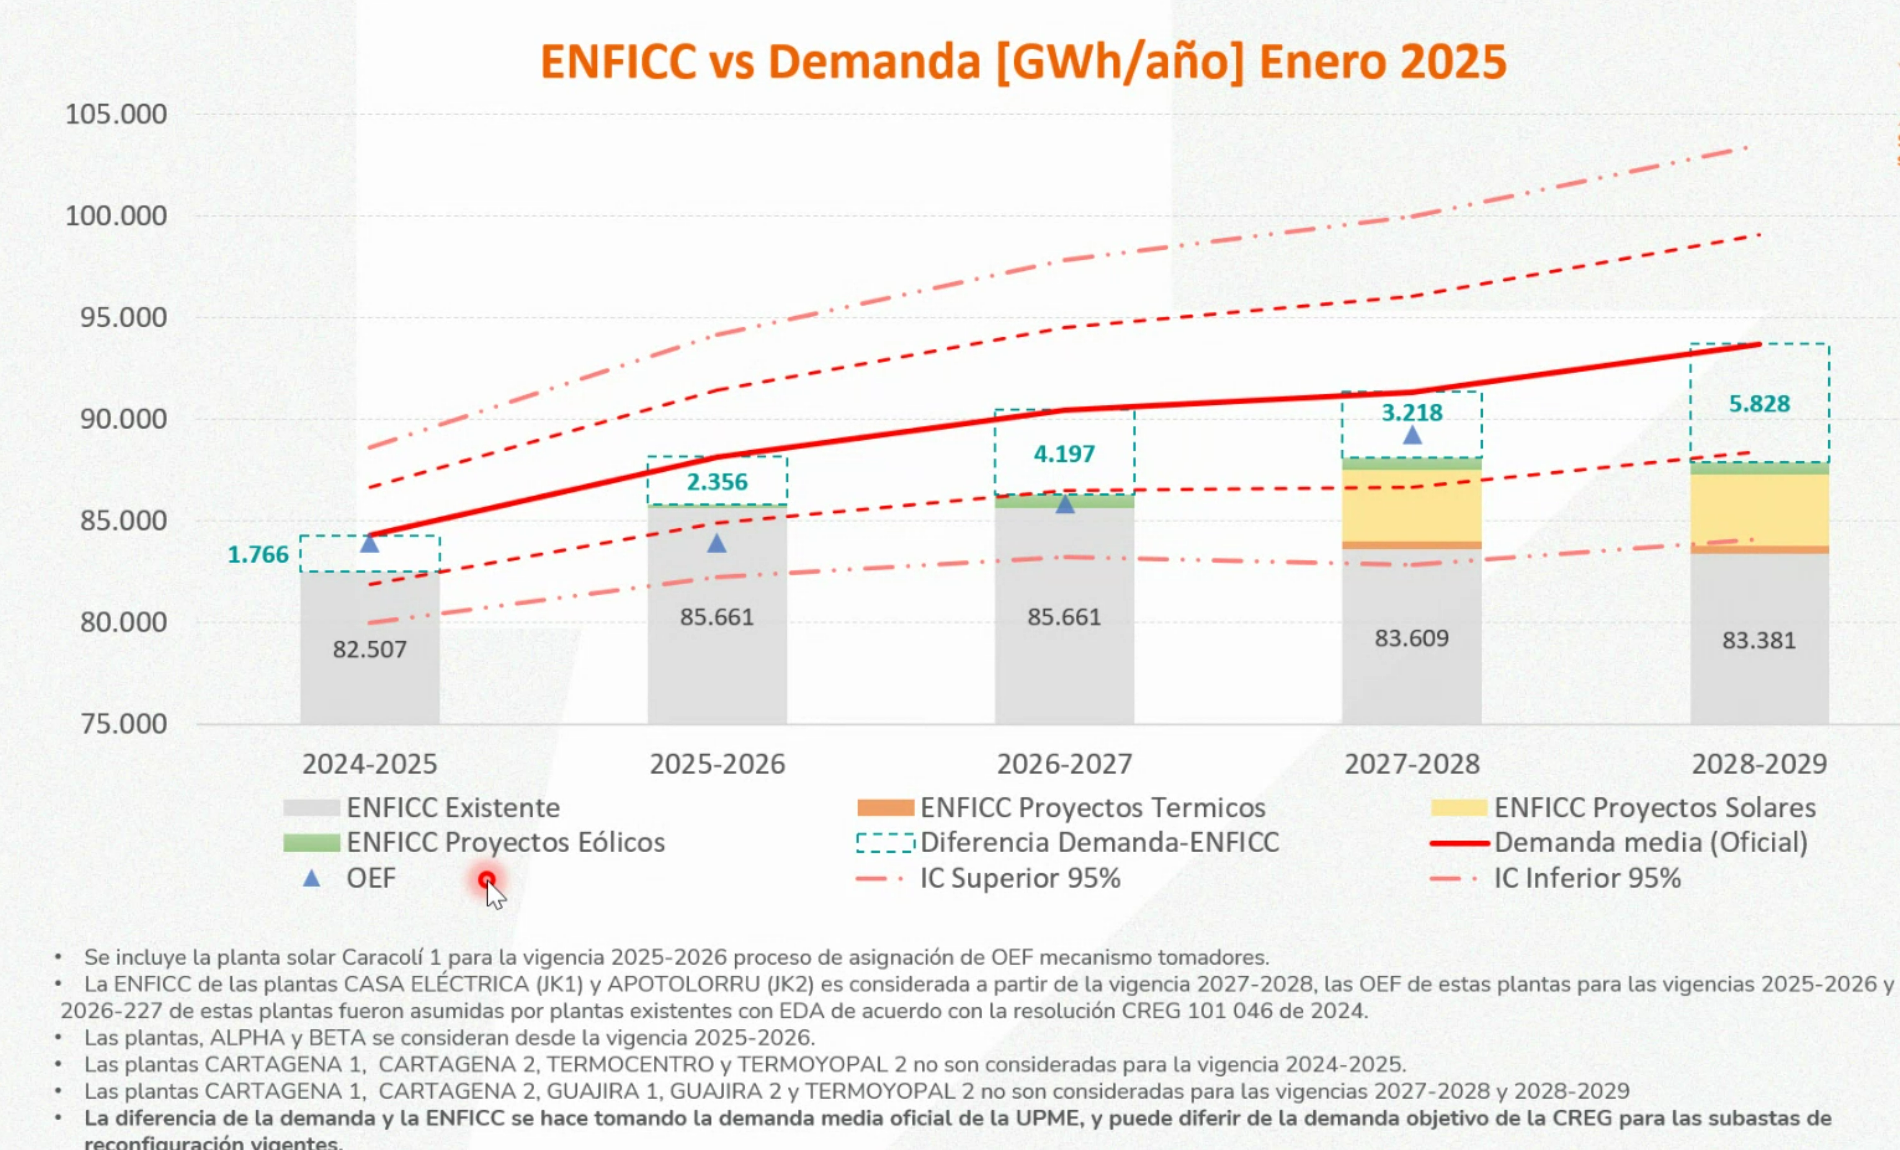 ENFICC vs Demanda [GWh/año] Enero 2025
105.000
100.000
95.000
90.000
85.000
80.000
75.000
1.766
2.356
4.197
3.218
5.828
82.507
85.661
85.661
83.609
83.381
2024-2025
2025-2026
2026-2027
2027-2028
2028-2029
ENFICC Existente
ENFICC Proyectos Termicos
ENFICC Proyectos Solares
ENFICC Proyectos Eólicos
Diferencia Demanda-ENFICC
Demanda media (Oficial)
OEF
IC Superior 95%
IC Inferior 95%
• Se incluye la planta solar Caracolí 1 para la vigencia 2025-2026 proceso de asignación de OEF mecanismo tomadores.
• La ENFICC de las plantas CASA ELÉCTRICA (JK1) y APOTOLORRU (JK2) es considerada a partir de la vigencia 2027-2028, las OEF de estas plantas para las vigencias 2025-2026 y
2026-227 de estas plantas fueron asumidas por plantas existentes con EDA de acuerdo con la resolución CREG 101 046 de 2024.
• Las plantas, ALPHA y BETA se consideran desde la vigencia 2025-2026.
• Las plantas CARTAGENA 1, CARTAGENA 2, TERMOCENTRO y TERMOYOPAL 2 no son consideradas para la vigencia 2024-2025.
• Las plantas CARTAGENA 1, CARTAGENA 2, GUAJIRA 1, GUAJIRA 2 y TERMOYOPAL 2 no son consideradas para las vigencias 2027-2028 y 2028-2029
• La diferencia de la demanda y la ENFICC se hace tomando la demanda media oficial de la UPME, y puede diferir de la demanda objetivo de la CREG para las subastas de
reconfiguración vigentes.